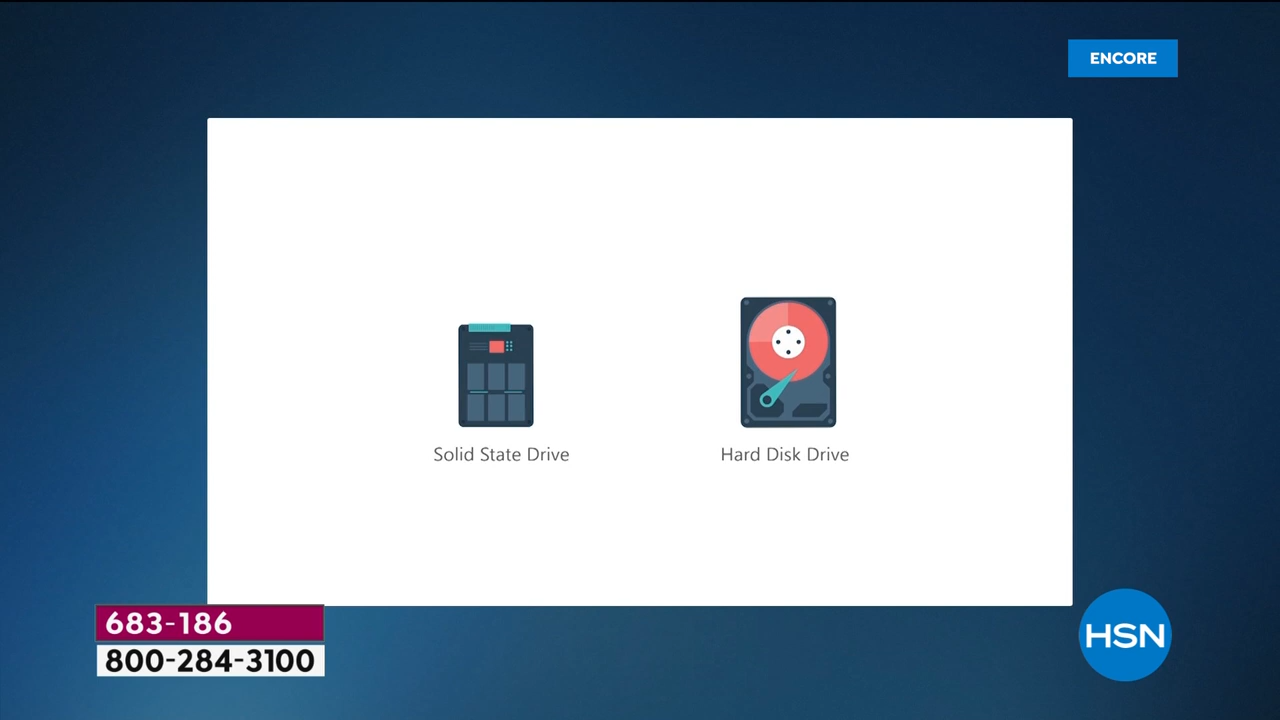 ENCORE
Solid State Drive
Hard Disk Drive
683-186
800-284-3100
HSN